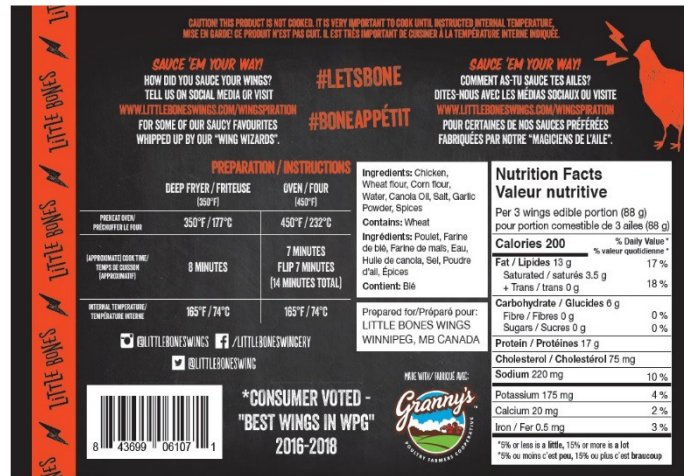 CAUTION! THIS PRODUCT IS NOT COOKED. IT IS VERY IMPORTANT TO COOK UNTIL INSTRUCTED INTERNAL TEMPERATURE.
MISE EN GARDE! CE PRODUIT N'EST PAS CUIT. IL EST TRÈS IMPORTANT DE CUISINER À LA TEMPÉRATURE INTERNE INDIQUÉE.
SAUCE 'EM YOUR WAY!
HOW DID YOU SAUCE YOUR WINGS?
TELL US ON SOCIAL MEDIA OR VISIT
WWW.LITTLEBONESWINGS.COM/WINGSPIRATION
FOR SOME OF OUR SAUCY FAVOURITES
WHIPPED UP BY OUR "WING WIZARDS".
#LETSBONE
#BONEAPPÉTIT
SAUCE 'EM YOUR WAY!
COMMENT AS-TU SAUCE TES AILES?
DITES-NOUS AVEC LES MÉDIAS SOCIAUX OU VISITE
WWW.LITTLEBONESWINGS.COM/WINGSPIRATION
POUR CERTAINES DE NOS SAUCES PRÉFÉRÉES
FABRIQUÉES PAR NOTRE "MAGICIENS DE L'AILE".
LITTLE BONES
LITTLE BONES
LITTLE BONES
PREPARATION / INSTRUCTIONS
DEEP FRYER / FRITEUSE
(350°F)
OVEN / FOUR
(450°F)
PREHEAT OVEN/
PRÉCHAUFFER LE FOUR
350°F / 177°C
450°F / 232°C
(APPROXIMATE) COOK TIME/
TEMPS DE CUISSON
(APPROXIMATIF)
8 MINUTES
7 MINUTES
FLIP 7 MINUTES
(14 MINUTES TOTAL)
INTERNAL TEMPERATURE/
TEMPÉRATURE INTERNE
165°F / 74°C
165°F / 74°C
@LITTLEBONESWINGS
/LITTLEBONESWINGERY
@LITTLEBONESWING
Ingredients: Chicken,
Wheat flour, Corn flour,
Water, Canola Oil, Salt, Garlic
Powder, Spices
Contains: Wheat
Ingrédients: Poulet, Farine
de blé, Farine de maïs, Eau,
Huile de canola, Sel, Poudre
d'ail, Épices
Contient: Blé
Prepared for/Préparé pour:
LITTLE BONES WINGS
WINNIPEG, MB CANADA
Nutrition Facts
Valeur nutritive
Per 3 wings edible portion (88 g)
pour portion comestible de 3 ailes (88 g)
Calories 200
% Daily Value*
% valeur quotidienne*
Fat / Lipides 13 g 17 %
Saturated / saturés 3.5 g
+ Trans / trans 0 g 18 %
Carbohydrate / Glucides 6 g
Fibre / Fibres 0 g 0 %
Sugars / Sucres 0 g 0 %
Protein / Protéines 17 g
Cholesterol / Cholestérol 75 mg
Sodium 220 mg 10 %
Potassium 175 mg 4 %
Calcium 20 mg 2 %
Iron / Fer 0.5 mg 3 %
*5% or less is a little, 15% or more is a lot
*5% ou moins c'est peu, 15% ou plus c'est beaucoup
8 43699 06107 1
*CONSUMER VOTED -
"BEST WINGS IN WPG"
2016-2018
MADE WITH/ FABRIQUÉ AVEC:
Granny's
POULTRY FARMERS COOPERATIVE